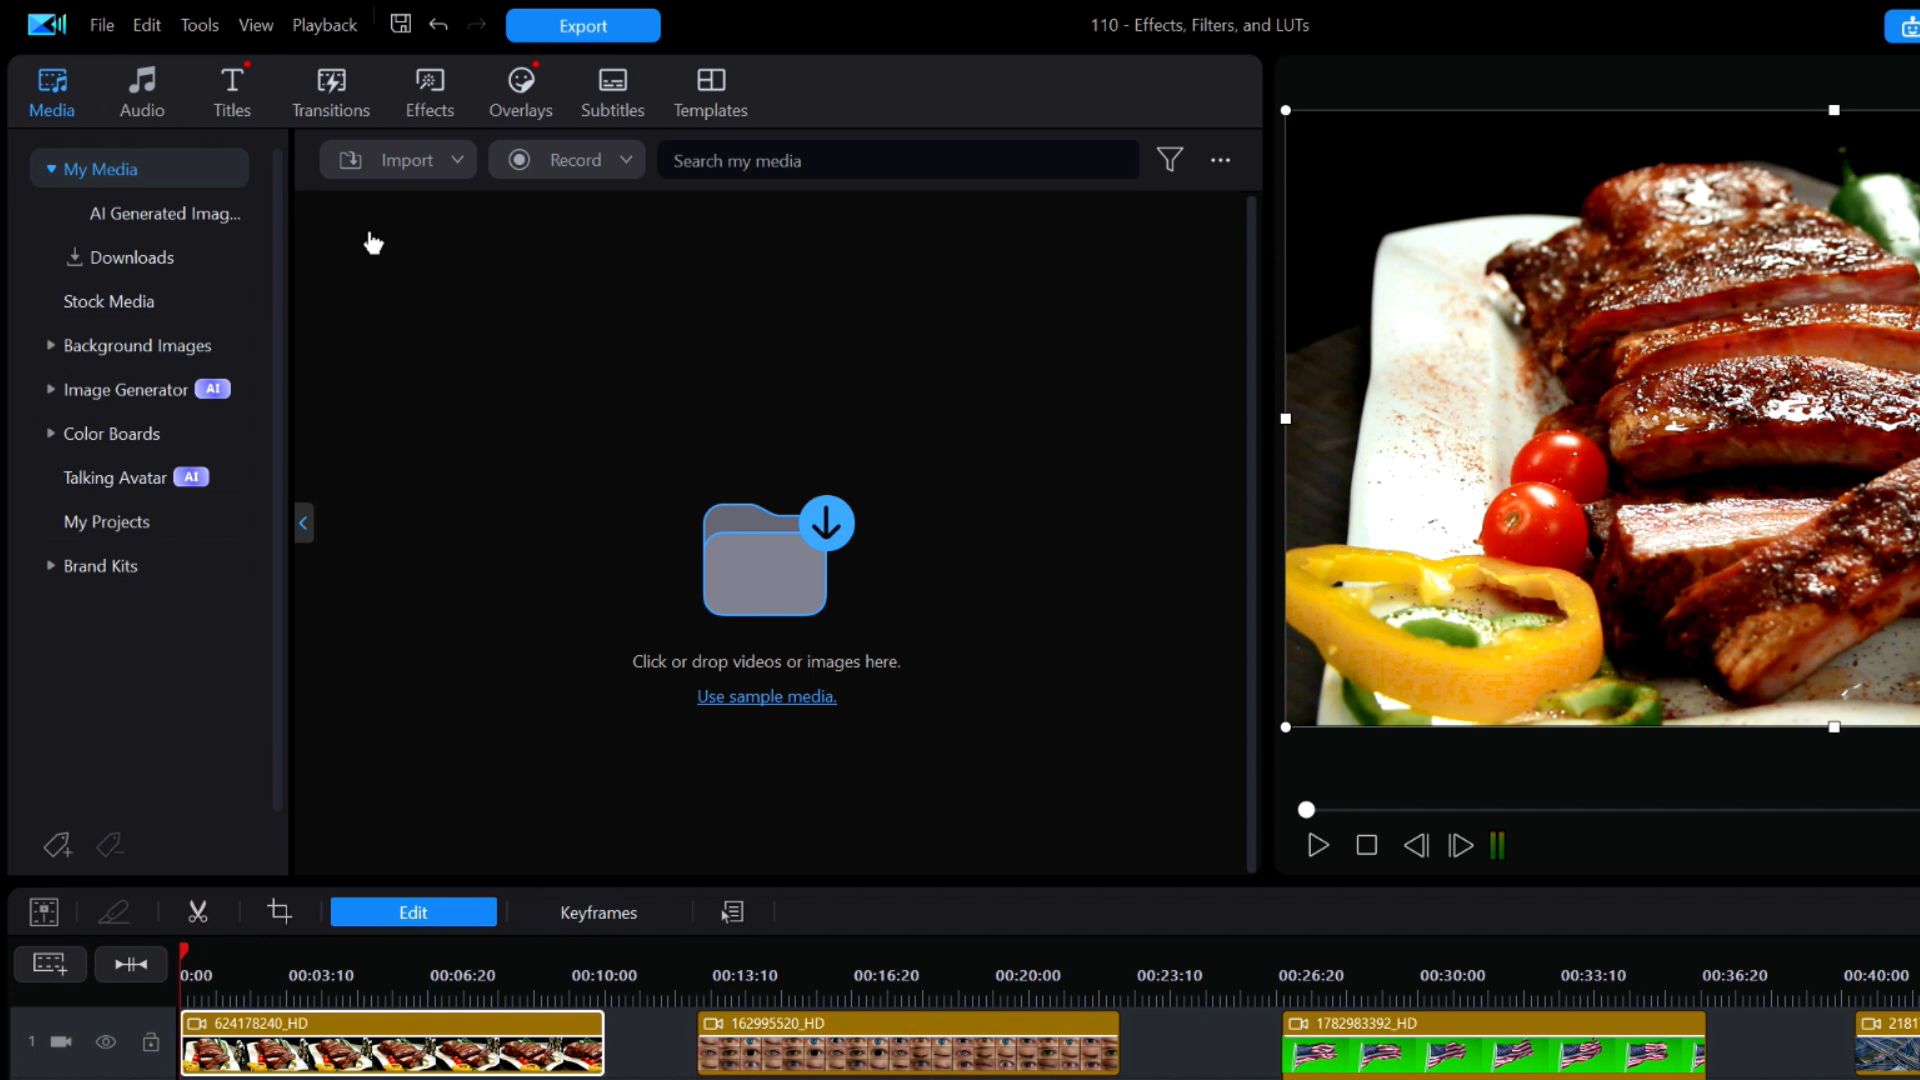 File Edit Tools View Playback Export 110 - Effects, Filters, and LUTs
Media Audio Titles Transitions Effects Overlays Subtitles Templates
My Media
AI Generated Imag...
Downloads
Stock Media
Background Images
Image Generator AI
Color Boards
Talking Avatar AI
My Projects
Brand Kits
Import Record Search my media
Click or drop videos or images here.
Use sample media.
Edit Keyframes
0:00 00:03:10 00:06:20 00:10:00 00:13:10 00:16:20 00:20:00 00:23:10 00:26:20 00:30:00 00:33:10 00:36:20 00:40:00
1 624178240_HD 162995520_HD 1782983392_HD 2181